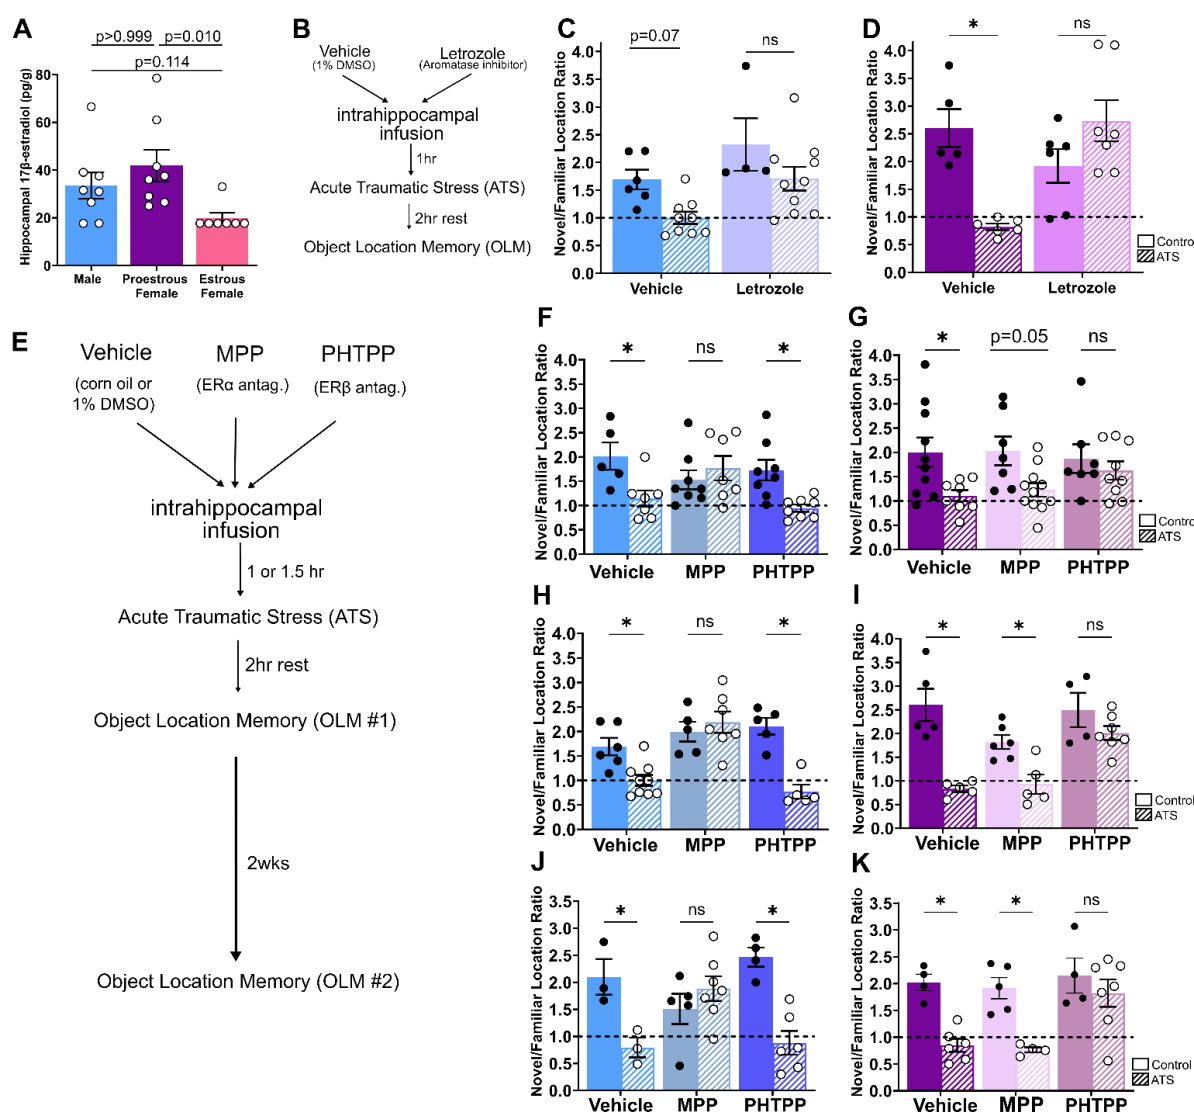 A
p>0.999
p=0.010
p=0.114
Hippocampal 17β-estradiol (pg/g)
80
60
40
20
0
Male
Proestrous
Female
Estrous
Female
B
Vehicle
(1% DMSO)
Letrozole
(Aromatase inhibitor)
intrahippocampal
infusion
1hr
Acute Traumatic Stress (ATS)
2hr rest
Object Location Memory (OLM)
C
p=0.07
ns
Novel/Familiar Location Ratio
4.0
3.5
3.0
2.5
2.0
1.5
1.0
0.5
0.0
Vehicle
Letrozole
D
*
ns
Novel/Familiar Location Ratio
4.0
3.5
3.0
2.5
2.0
1.5
1.0
0.5
0.0
Vehicle
Letrozole
Control
ATS
E
Vehicle
(corn oil or
1% DMSO)
MPP
(ERα antag.)
PHTPP
(ERβ antag.)
intrahippocampal
infusion
1 or 1.5 hr
Acute Traumatic Stress (ATS)
2hr rest
Object Location Memory (OLM #1)
2wks
Object Location Memory (OLM #2)
F
*
ns
*
Novel/Familiar Location Ratio
4.0
3.5
3.0
2.5
2.0
1.5
1.0
0.5
0.0
Vehicle
MPP
PHTPP
G
*
p=0.05
ns
Novel/Familiar Location Ratio
4.0
3.5
3.0
2.5
2.0
1.5
1.0
0.5
0.0
Vehicle
MPP
PHTPP
Control
ATS
H
*
ns
*
Novel/Familiar Location Ratio
4.0
3.5
3.0
2.5
2.0
1.5
1.0
0.5
0.0
Vehicle
MPP
PHTPP
I
*
*
ns
Novel/Familiar Location Ratio
4.0
3.5
3.0
2.5
2.0
1.5
1.0
0.5
0.0
Vehicle
MPP
PHTPP
Control
ATS
J
*
ns
*
Novel/Familiar Location Ratio
3.5
3.0
2.5
2.0
1.5
1.0
0.5
0.0
Vehicle
MPP
PHTPP
K
*
*
ns
Novel/Familiar Location Ratio
3.5
3.0
2.5
2.0
1.5
1.0
0.5
0.0
Vehicle
MPP
PHTPP
Control
ATS